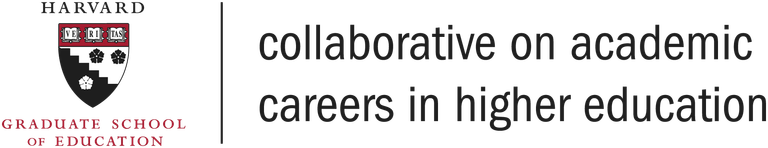 HARVARD
VE RI TAS
GRADUATE SCHOOL
OF EDUCATION
collaborative on academic
careers in higher education